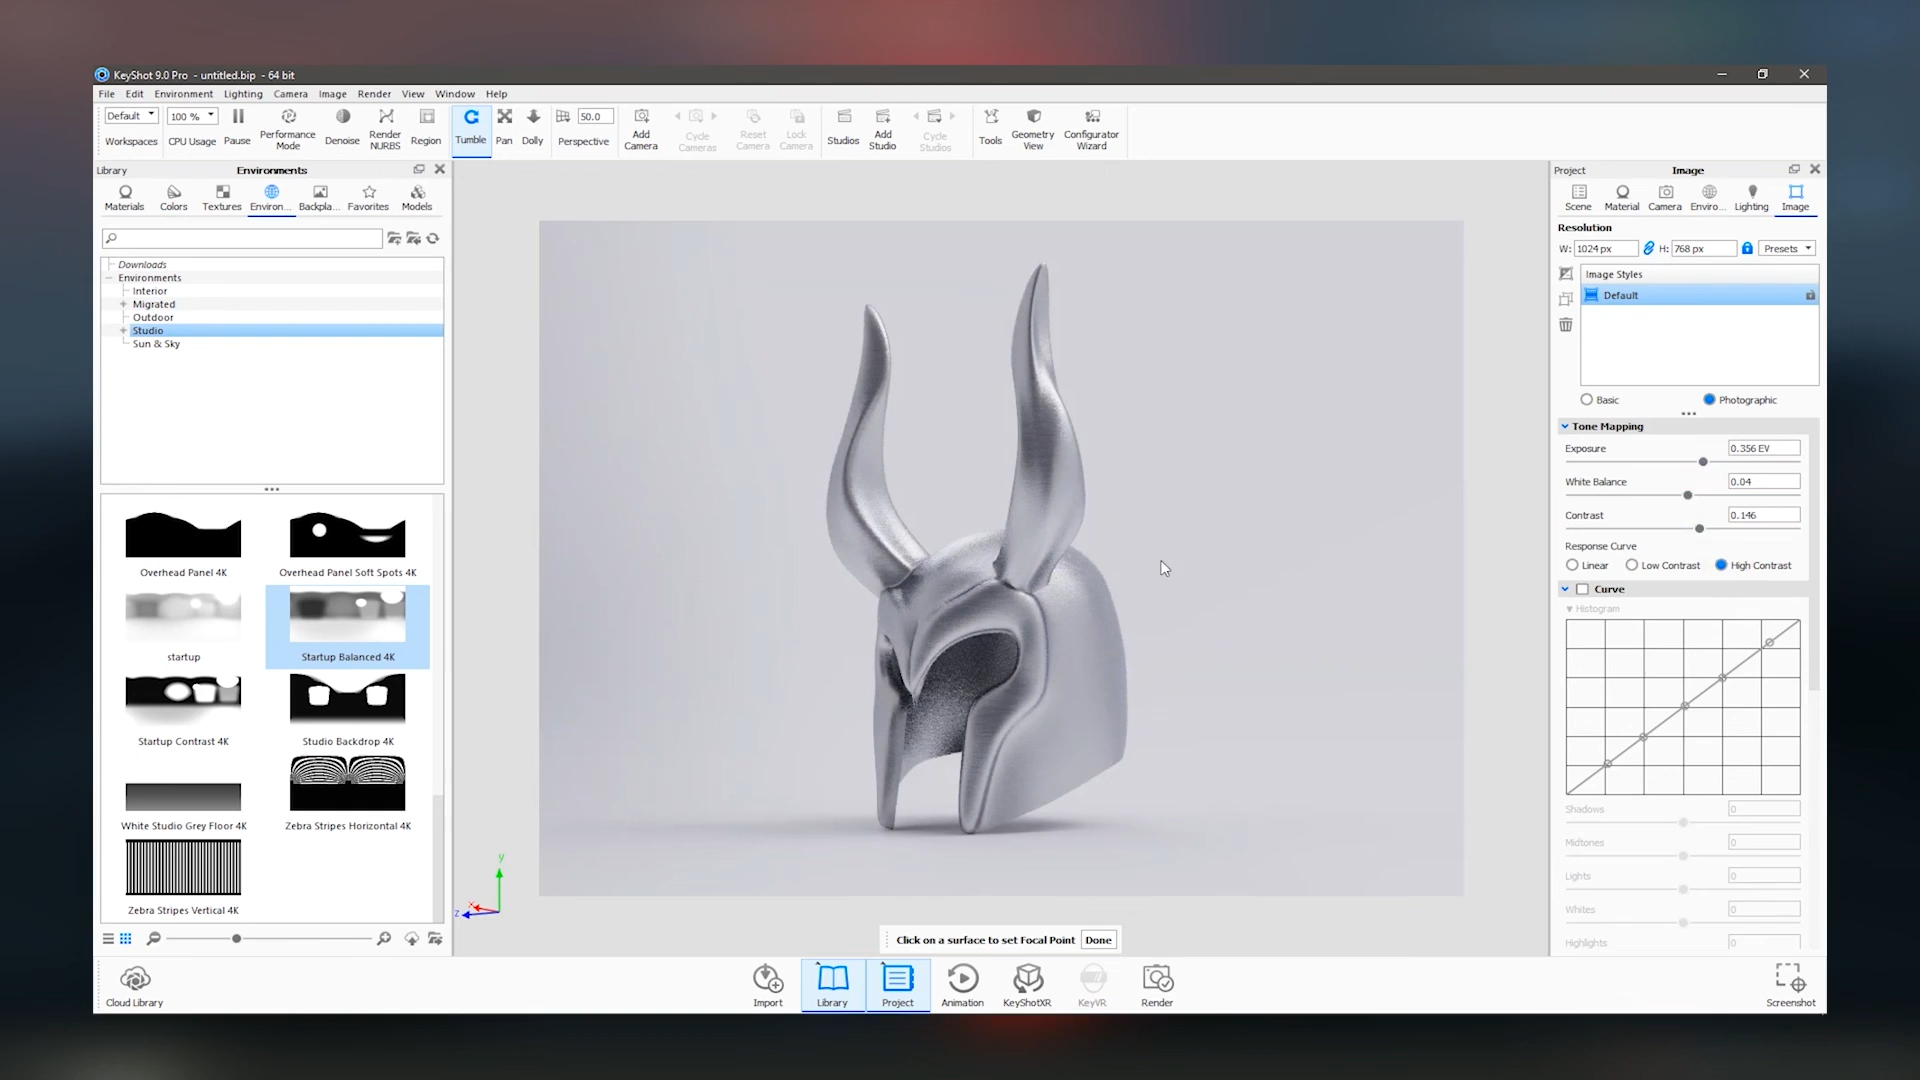 KeyShot 9.0 Pro - untitled.bip - 64 bit
File Edit Environment Lighting Camera Image Render View Window Help
Default
Workspaces
100 %
CPU Usage
Pause
Performance
Mode
Denoise
Render
NURBS
Region
Tumble
Pan
Dolly
50.0
Perspective
Add
Camera
Cycle
Cameras
Reset
Camera
Lock
Camera
Studios
Add
Studio
Cycle
Studios
Tools
Geometry
View
Configurator
Wizard
Library
Environments
Materials Colors Textures Environ... Backpla... Favorites Models
Downloads
Environments
Interior
Migrated
Outdoor
Studio
Sun & Sky
Overhead Panel 4K
Overhead Panel Soft Spots 4K
startup
Startup Balanced 4K
Startup Contrast 4K
Studio Backdrop 4K
White Studio Grey Floor 4K
Zebra Stripes Horizontal 4K
Zebra Stripes Vertical 4K
y
x
z
Click on a surface to set Focal Point Done
Project
Image
Scene Material Camera Enviro... Lighting Image
Resolution
W: 1024 px H: 768 px Presets
Image Styles
Default
Basic Photographic
Tone Mapping
Exposure 0.356 EV
White Balance 0.04
Contrast 0.146
Response Curve
Linear Low Contrast High Contrast
Curve
Histogram
Shadows 0
Midtones 0
Lights 0
Whites 0
Highlights 0
Cloud Library
Import
Library
Project
Animation
KeyShotXR
KeyVR
Render
Screenshot